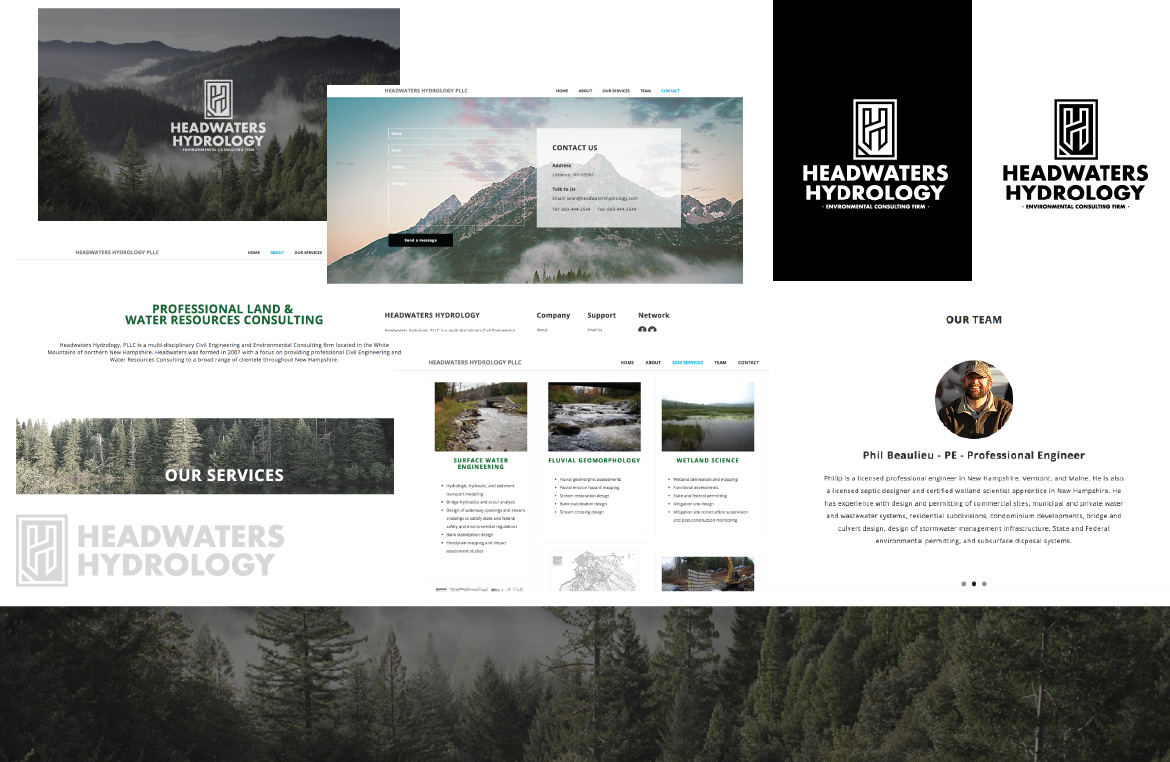 HEADWATERS
HYDROLOGY
· ENVIRONMENTAL CONSULTING FIRM ·
HEADWATERS HYDROLOGY PLLC
HOME
ABOUT
OUR SERVICES
TEAM
CONTACT
Name
Email
Subject
Message
Send a message
CONTACT US
Address
Littleton, NH 03561
Talk to Us
Email: sean@headwatershydrology.com
Tel: 603-444-2544 Fax: 603-444-2544
HEADWATERS
HYDROLOGY
· ENVIRONMENTAL CONSULTING FIRM ·
HEADWATERS
HYDROLOGY
· ENVIRONMENTAL CONSULTING FIRM ·
HEADWATERS HYDROLOGY PLLC
HOME
ABOUT
OUR SERVICES
PROFESSIONAL LAND &
WATER RESOURCES CONSULTING
Headwaters Hydrology, PLLC is a multi-disciplinary Civil Engineering and Environmental Consulting firm located in the White
Mountains of northern New Hampshire. Headwaters was formed in 2007 with a focus on providing professional Civil Engineering and
Water Resources Consulting to a broad range of clientele throughout New Hampshire.
HEADWATERS HYDROLOGY
Headwaters Hydrology, PLLC is a multi-disciplinary Civil Engineering
Company
About
Support
Email Us
Network
OUR SERVICES
HEADWATERS
HYDROLOGY
HEADWATERS HYDROLOGY PLLC
HOME
ABOUT
OUR SERVICES
TEAM
CONTACT
SURFACE WATER
ENGINEERING
• Hydrologic, hydraulic, and sediment
transport modeling
• Bridge hydraulics and scour analysis
• Design of waterway openings and stream
crossings to satisfy state and federal
safety and environmental regulations
• Bank stabilization design
• Floodplain mapping and impact
assessment studies
FLUVIAL GEOMORPHOLOGY
• Fluvial geomorphic assessments
• Fluvial erosion hazard mapping
• Stream restoration design
• Bank stabilization design
• Stream crossing design
WETLAND SCIENCE
• Wetland delineation and mapping
• Functional assessments
• State and federal permitting
• Mitigation site design
• Mitigation site construction supervision
and post-construction monitoring
OUR TEAM
Phil Beaulieu - PE - Professional Engineer
Philip is a licensed professional engineer in New Hampshire, Vermont, and Maine. He is also
a licensed septic designer and certified wetland scientist apprentice in New Hampshire. He
has experience with design and permitting of commercial sites, municipal and private water
and wastewater systems, residential subdivisions, condominium developments, bridge and
culvert design, design of stormwater management infrastructure, State and Federal
environmental permitting, and subsurface disposal systems.